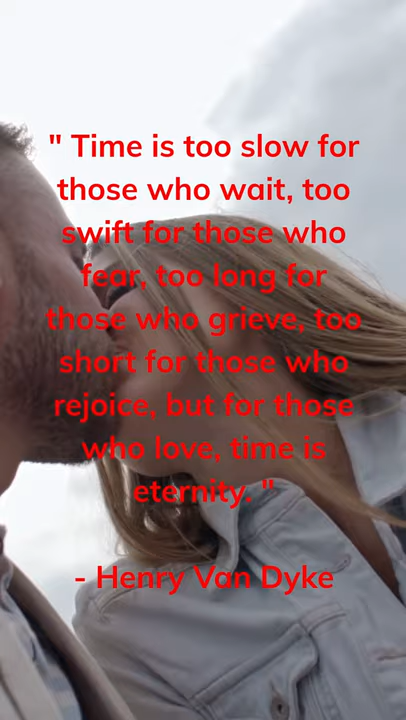 " Time is too slow for
those who wait, too
swift for those who
fear, too long for
those who grieve, too
short for those who
rejoice, but for those
who love, time is
eternity. "
- Henry Van Dyke